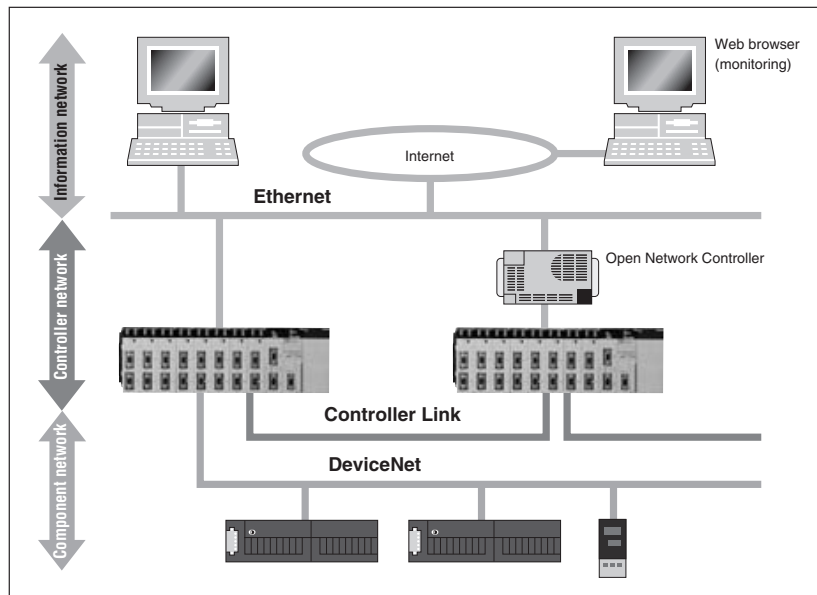 Information network
Controller network
Component network
Web browser
(monitoring)
Internet
Ethernet
Open Network Controller
Controller Link
DeviceNet